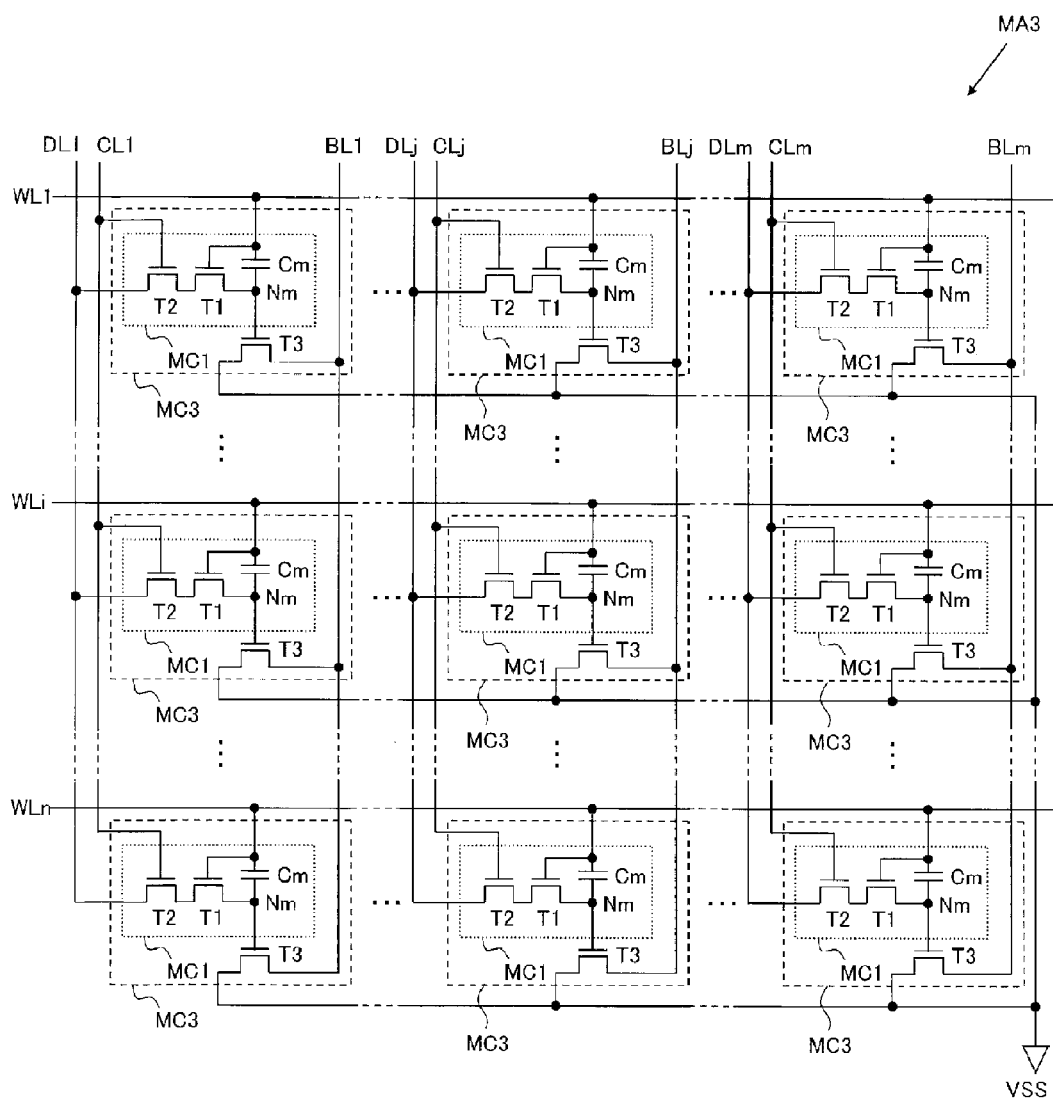 MA3
DL1 CL1 BL1 DLj CLj BLj DLm CLm BLm
WL1
Cm Cm Cm
T2 T1 Nm T2 T1 Nm T2 T1 Nm
T3 T3 T3
MC1 MC1 MC1
MC3 MC3 MC3
WLi
Cm Cm Cm
T2 T1 Nm T2 T1 Nm T2 T1 Nm
T3 T3 T3
MC1 MC1 MC1
MC3 MC3 MC3
WLn
Cm Cm Cm
T2 T1 Nm T2 T1 Nm T2 T1 Nm
T3 T3 T3
MC1 MC1 MC1
MC3 MC3 MC3
VSS